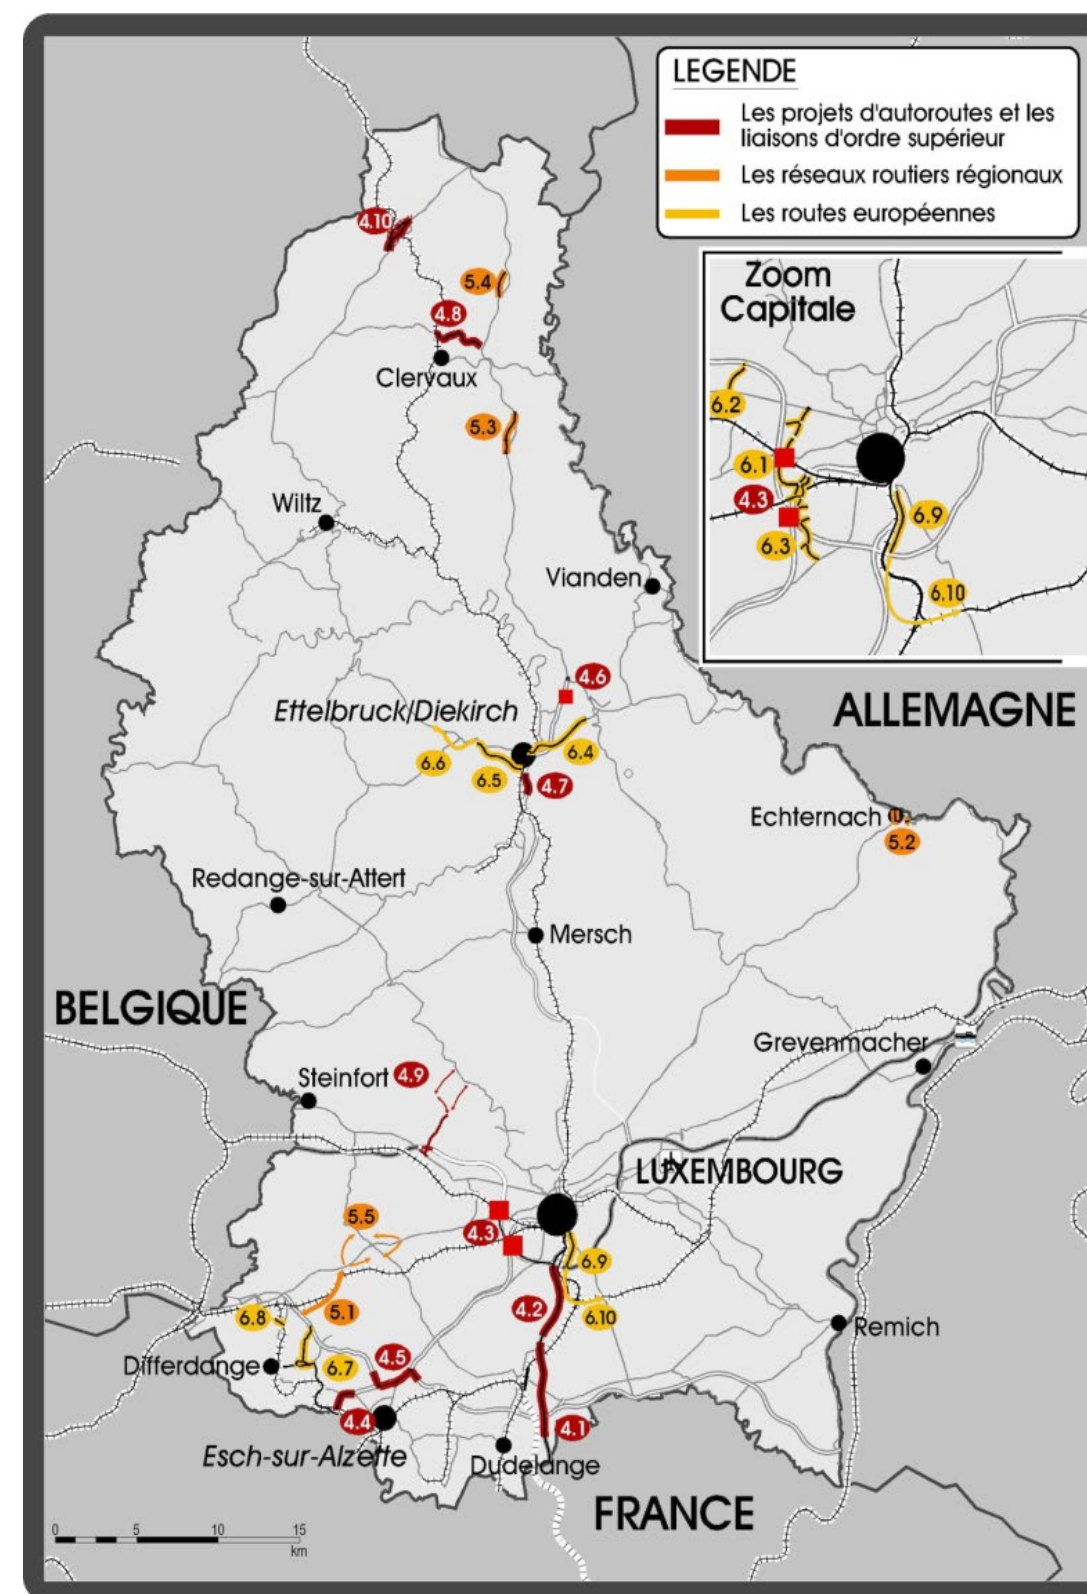 LEGENDE
Les projets d'autoroutes et les
liaisons d'ordre supérieur
Les réseaux routiers régionaux
Les routes européennes
Zoom
Capitale
6.2
6.1
4.3
6.3
6.9
6.10
4.10
5.4
4.8
Clervaux
5.3
Wiltz
Vianden
4.6
Ettelbruck/Diekirch
ALLEMAGNE
6.6
6.5
6.4
4.7
Echternach
5.2
Redange-sur-Attert
Mersch
BELGIQUE
Grevenmacher
Steinfort
4.9
LUXEMBOURG
5.5
4.3
6.9
4.2
6.10
6.8
5.1
Remich
Differdange
6.7
4.5
4.4
4.1
Esch-sur-Alzette
Dudelange
FRANCE
0 5 10 15
km